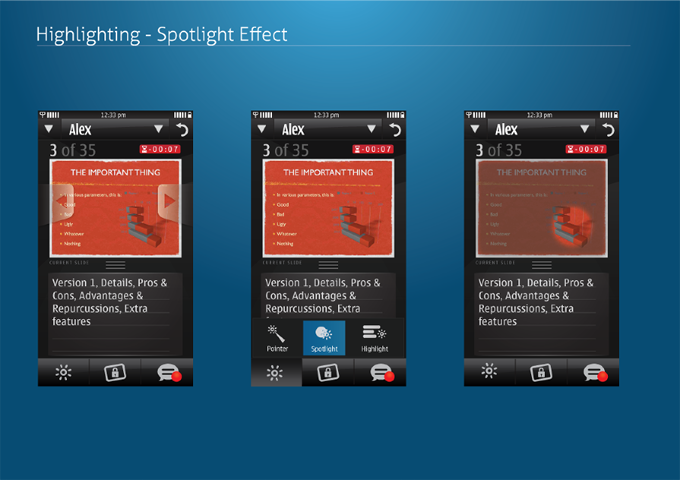 Highlighting - Spotlight Effect
12:33 pm
Alex
3 of 35
-00:07
THE IMPORTANT THING
various parameters, this is:
Good
Bad
Ugly
Whatever
Nothing
CURRENT SLIDE
Version 1, Details, Pros &
Cons, Advantages &
Repurcussions, Extra
features
12:33 pm
Alex
3 of 35
-00:07
THE IMPORTANT THING
• In various parameters, this is:
• Good
• Bad
• Ugly
• Whatever
• Nothing
CURRENT SLIDE
Version 1, Details, Pros &
Cons, Advantages &
Pointer
Spotlight
Highlight
12:33 pm
Alex
3 of 35
-00:07
THE IMPORTANT THING
• In various parameters, this is:
• Good
• Bad
• Ugly
• Whatever
• Nothing
CURRENT SLIDE
Version 1, Details, Pros &
Cons, Advantages &
Repurcussions, Extra
features